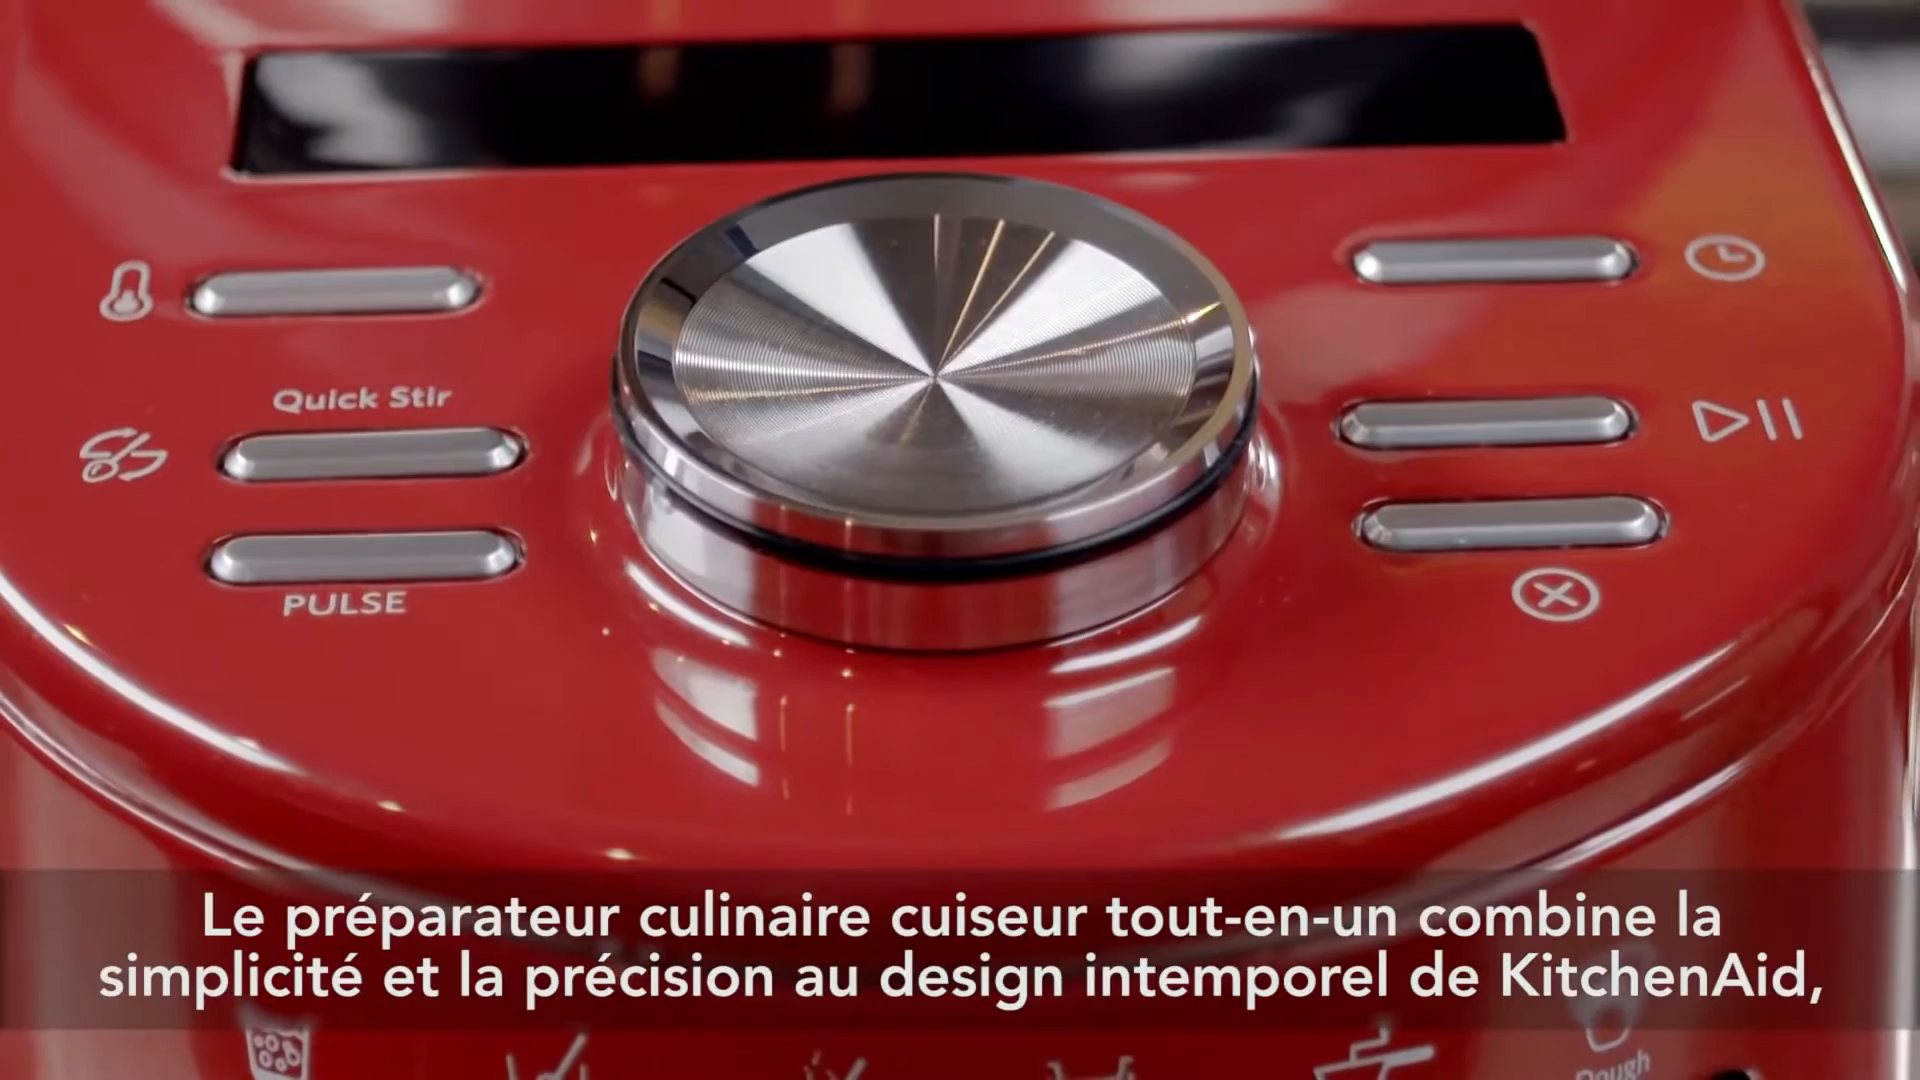 Quick Stir
PULSE
Le préparateur culinaire cuiseur tout-en-un combine la
simplicité et la précision au design intemporel de KitchenAid,
Dough